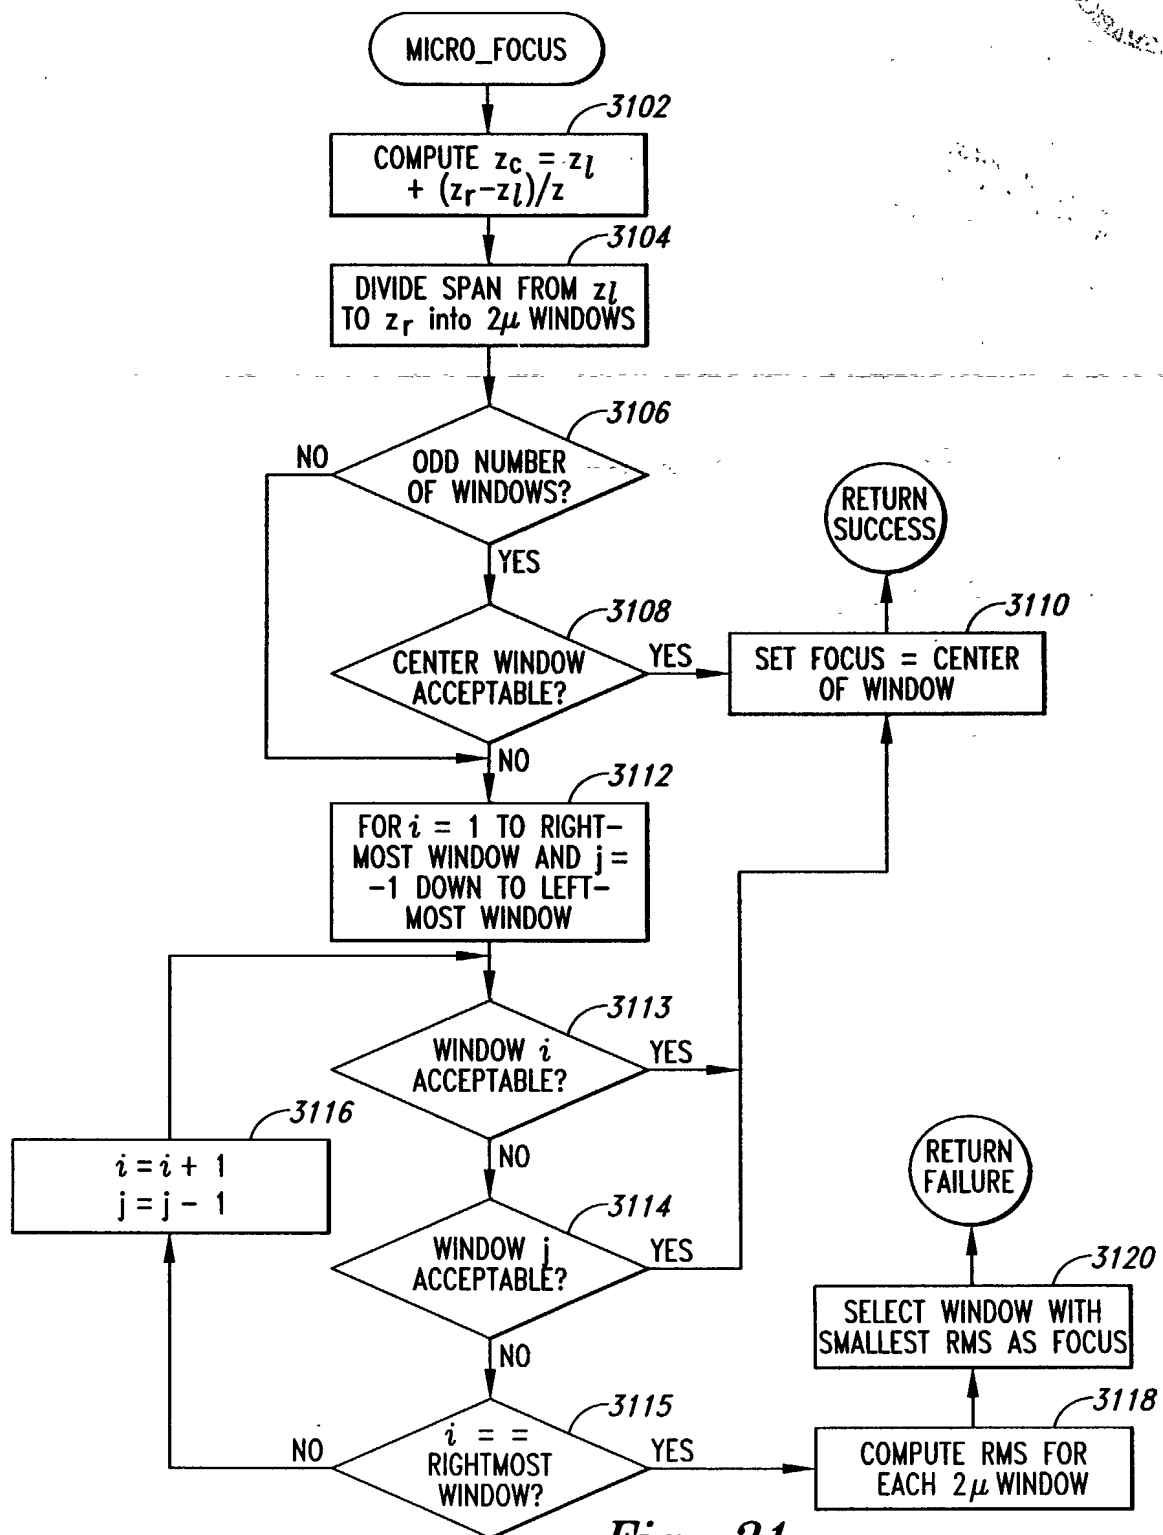 MICRO_FOCUS
3102
COMPUTE zc = zl
+ (zr-zl)/z
3104
DIVIDE SPAN FROM zl
TO zr into 2μ WINDOWS
3106
NO
ODD NUMBER
OF WINDOWS?
YES
RETURN
SUCCESS
3108
CENTER WINDOW
ACCEPTABLE?
YES
3110
SET FOCUS = CENTER
OF WINDOW
NO
3112
FOR i = 1 TO RIGHT-
MOST WINDOW AND j =
-1 DOWN TO LEFT-
MOST WINDOW
3113
WINDOW i
ACCEPTABLE?
YES
3116
i = i + 1
j = j - 1
NO
RETURN
FAILURE
3114
WINDOW j
ACCEPTABLE?
YES
3120
SELECT WINDOW WITH
SMALLEST RMS AS FOCUS
NO
3115
i = =
RIGHTMOST
WINDOW?
NO
YES
3118
COMPUTE RMS FOR
EACH 2μ WINDOW